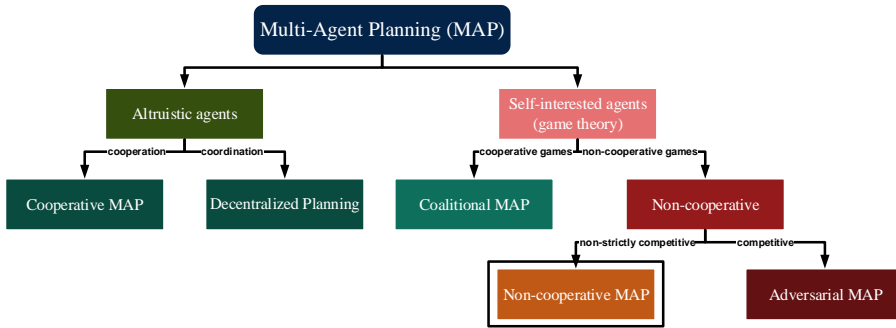 Multi-Agent Planning (MAP)
Altruistic agents
Self-interested agents
(game theory)
cooperation
coordination
cooperative games
non-cooperative games
Cooperative MAP
Decentralized Planning
Coalitional MAP
Non-cooperative
non-strictly competitive
competitive
Non-cooperative MAP
Adversarial MAP